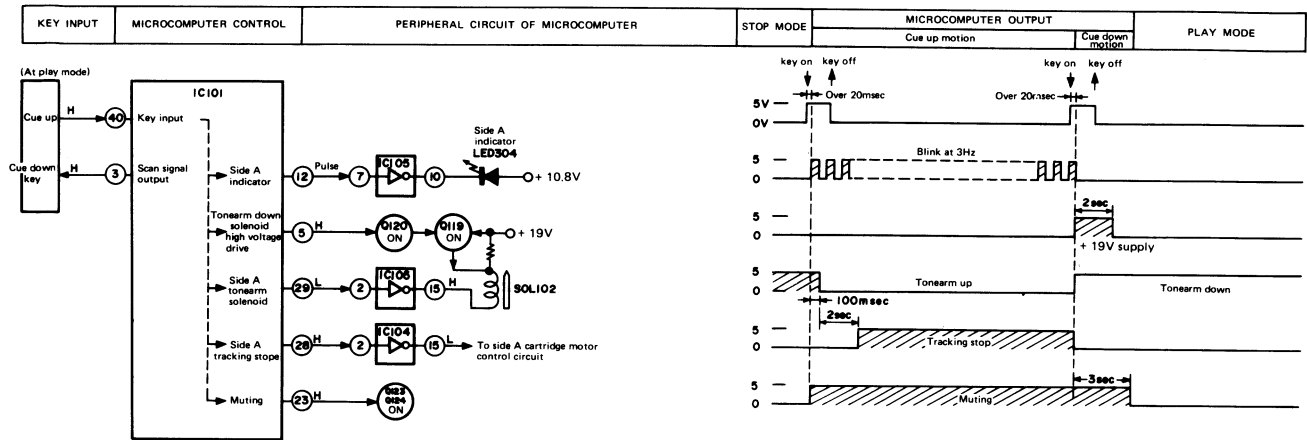 KEY INPUT
MICROCOMPUTER CONTROL
PERIPHERAL CIRCUIT OF MICROCOMPUTER
STOP MODE
MICROCOMPUTER OUTPUT
Cue up motion
Cue down
motion
PLAY MODE
(At play mode)
Cue up
H
40
Key input
IC101
Cue down
key
H
3
Scan signal
output
Side A
indicator
12
Pulse
7
IC105
10
Side A
indicator
LED304
+ 10.8V
Tonearm down
solenoid
high voltage
drive
5
H
Q120
ON
Q119
ON
+ 19V
Side A
tonearm
solenoid
29
L
2
IC106
15
H
SOL102
Side A
tracking stope
28
H
2
IC104
15
L
To side A cartridge motor
control circuit
Muting
23
H
Q123
Q124
ON
key on
key off
key on
key off
Over 20msec
Over 20msec
5V
0V
Blink at 3Hz
5
0
2sec
5
0
+ 19V supply
5
0
Tonearm up
Tonearm down
100msec
2sec
5
0
Tracking stop
3sec
5
0
Muting